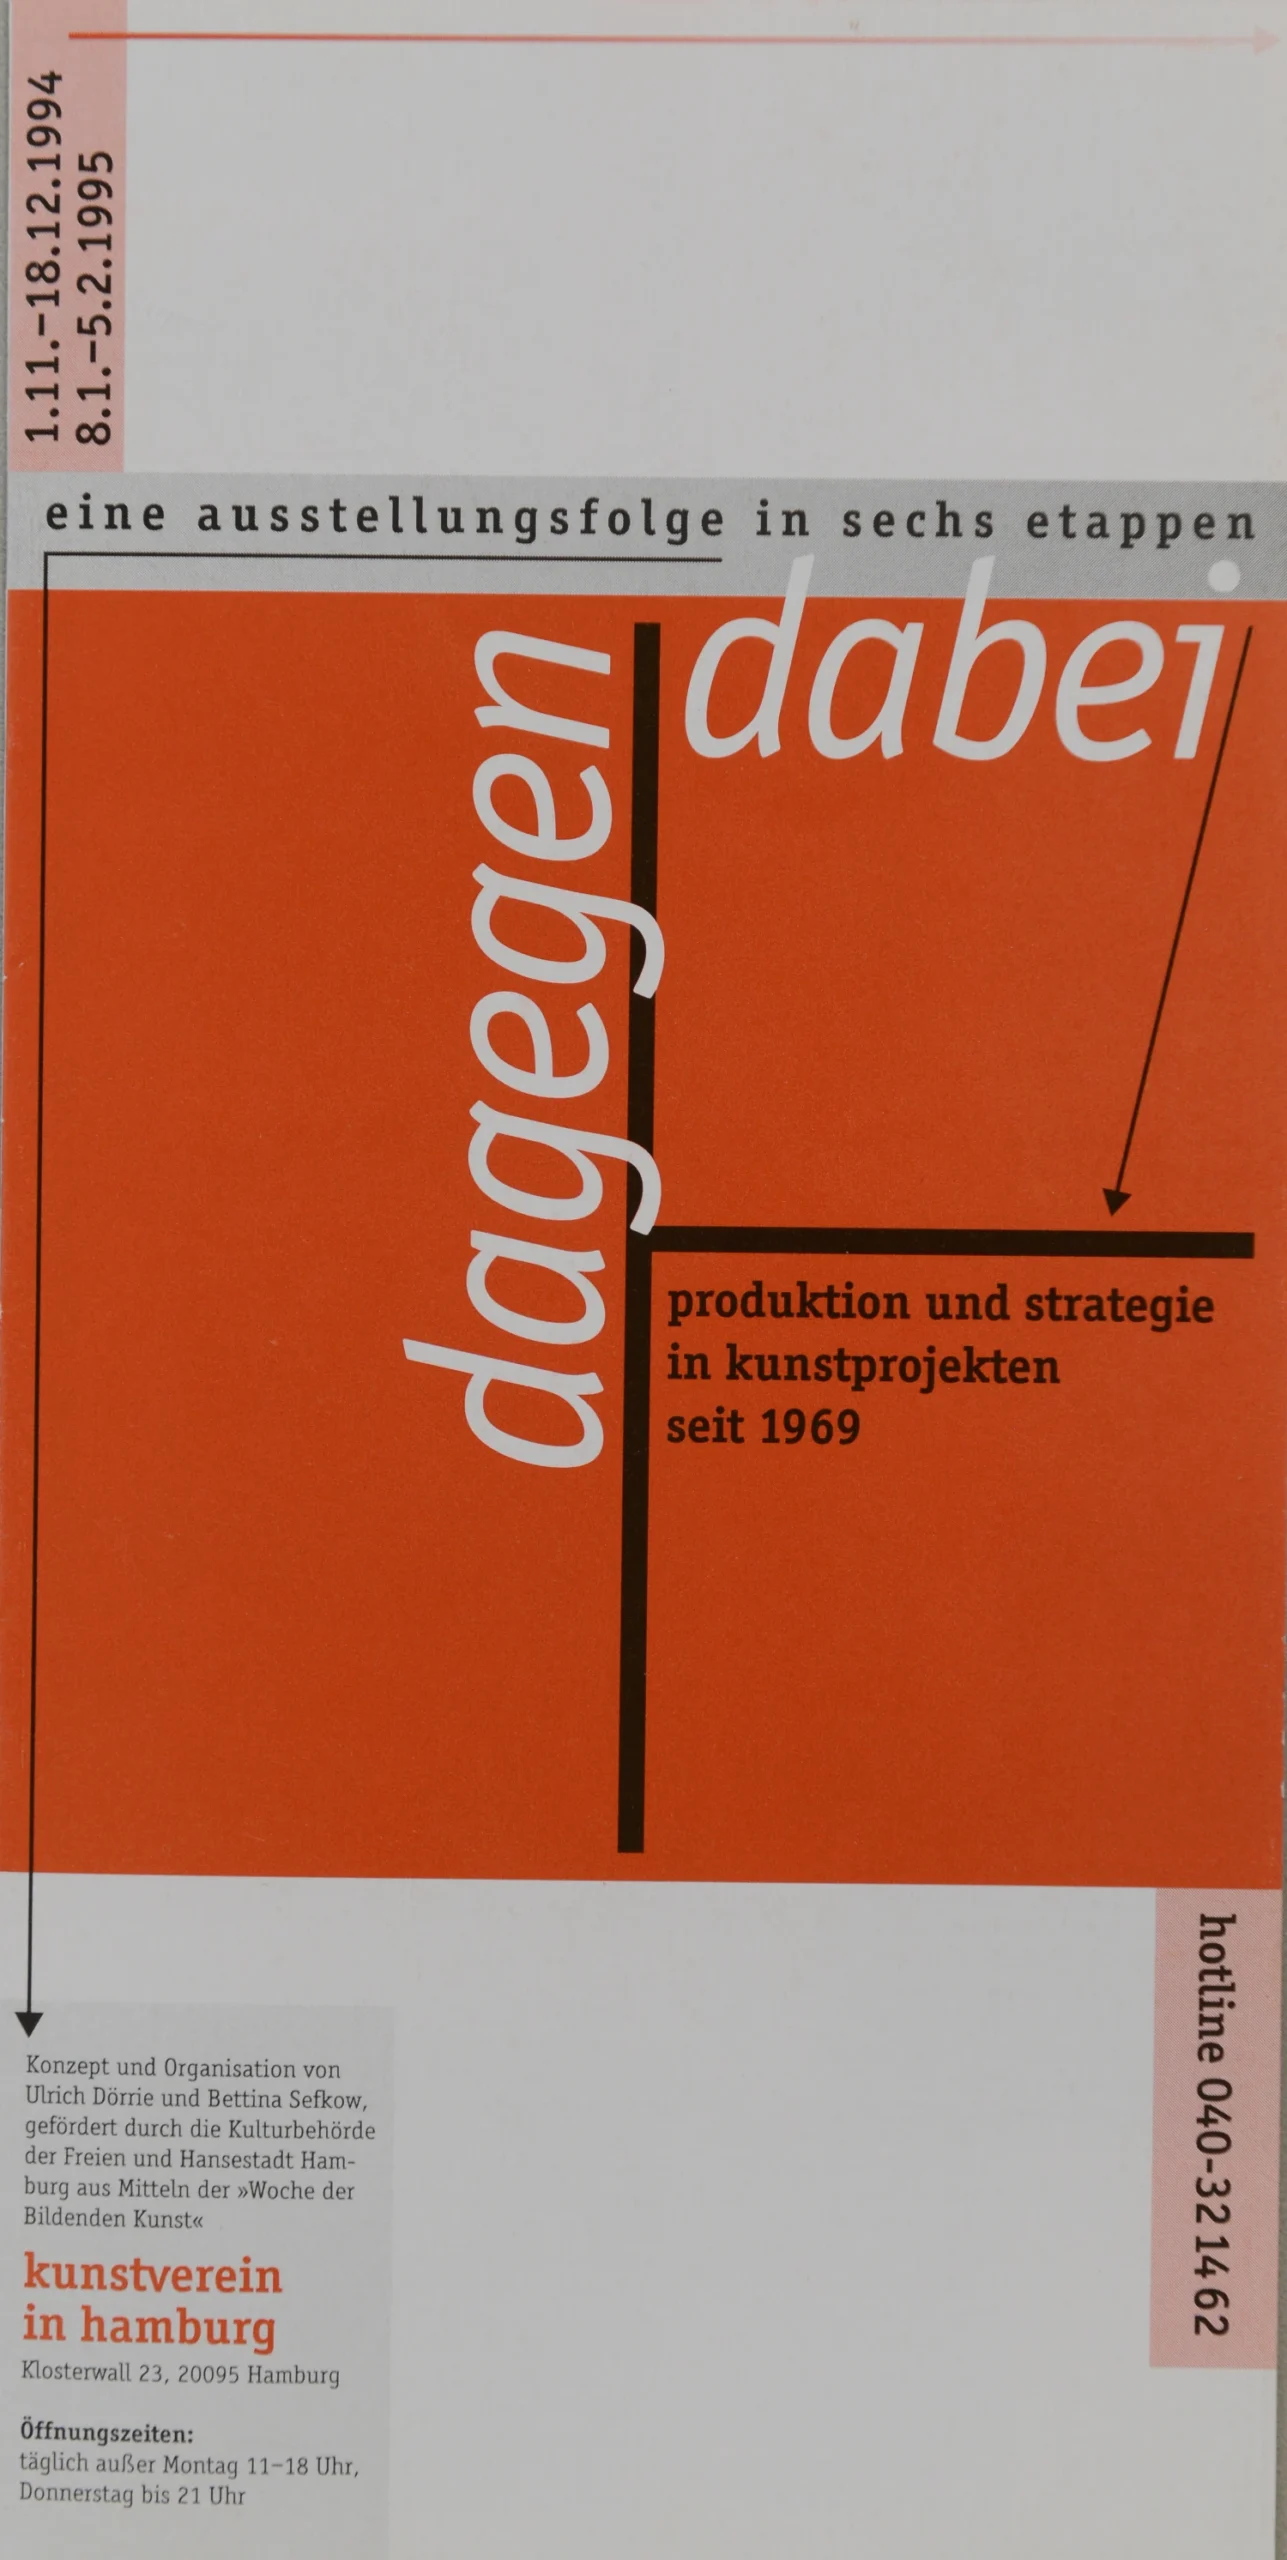 1.11.–18.12.1994
8.1.–5.2.1995
eine ausstellungsfolge in sechs etappen
dagegen
dabei
produktion und strategie
in kunstprojekten
seit 1969
hotline 040-32 14 62
Konzept und Organisation von
Ulrich Dörrie und Bettina Sefkow,
gefördert durch die Kulturbehörde
der Freien und Hansestadt Ham-
burg aus Mitteln der »Woche der
Bildenden Kunst«
kunstverein
in hamburg
Klosterwall 23, 20095 Hamburg
Öffnungszeiten:
täglich außer Montag 11–18 Uhr,
Donnerstag bis 21 Uhr